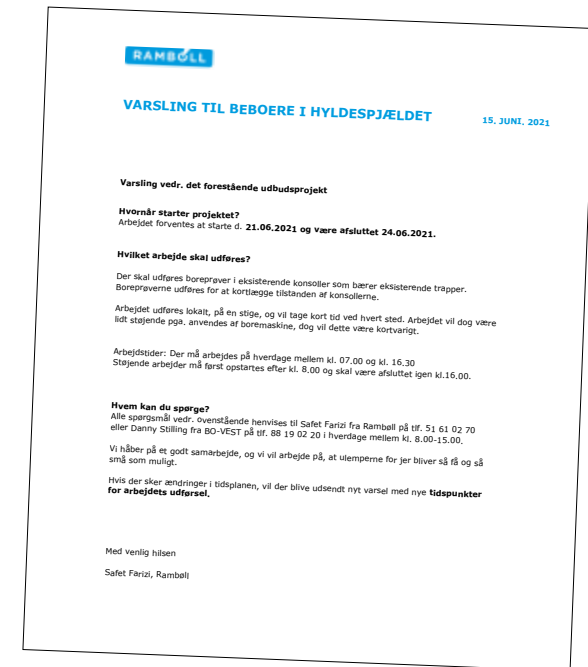 RAMBOLL
VARSLING TIL BEBOERE I HYLDESPJÆLDET
15. JUNI. 2021
Varsling vedr. det forestående udbudsprojekt
Hvornår starter projektet?
Arbejdet forventes at starte d. 21.06.2021 og være afsluttet 24.06.2021.
Hvilket arbejde skal udføres?
Der skal udføres boreprøver i eksisterende konsoller som bærer eksisterende trapper.
Boreprøverne udføres for at kortlægge tilstanden af konsollerne.
Arbejdet udføres lokalt, på en stige, og vil tage kort tid ved hvert sted. Arbejdet vil dog være
lidt støjende pga. anvendes af boremaskine, dog vil dette være kortvarigt.
Arbejdstider: Der må arbejdes på hverdage mellem kl. 07.00 og kl. 16.30
Støjende arbejder må først opstartes efter kl. 8.00 og skal være afsluttet igen kl.16.00.
Hvem kan du spørge?
Alle spørgsmål vedr. ovenstående henvises til Safet Farizi fra Rambøll på tlf. 51 61 02 70
eller Danny Stilling fra BO-VEST på tlf. 88 19 02 20 i hverdage mellem kl. 8.00-15.00.
Vi håber på et godt samarbejde, og vi vil arbejde på, at ulemperne for jer bliver så få og så
små som muligt.
Hvis der sker ændringer i tidsplanen, vil der blive udsendt nyt varsel med nye tidspunkter
for arbejdets udførsel.
Med venlig hilsen
Safet Farizi, Rambøll